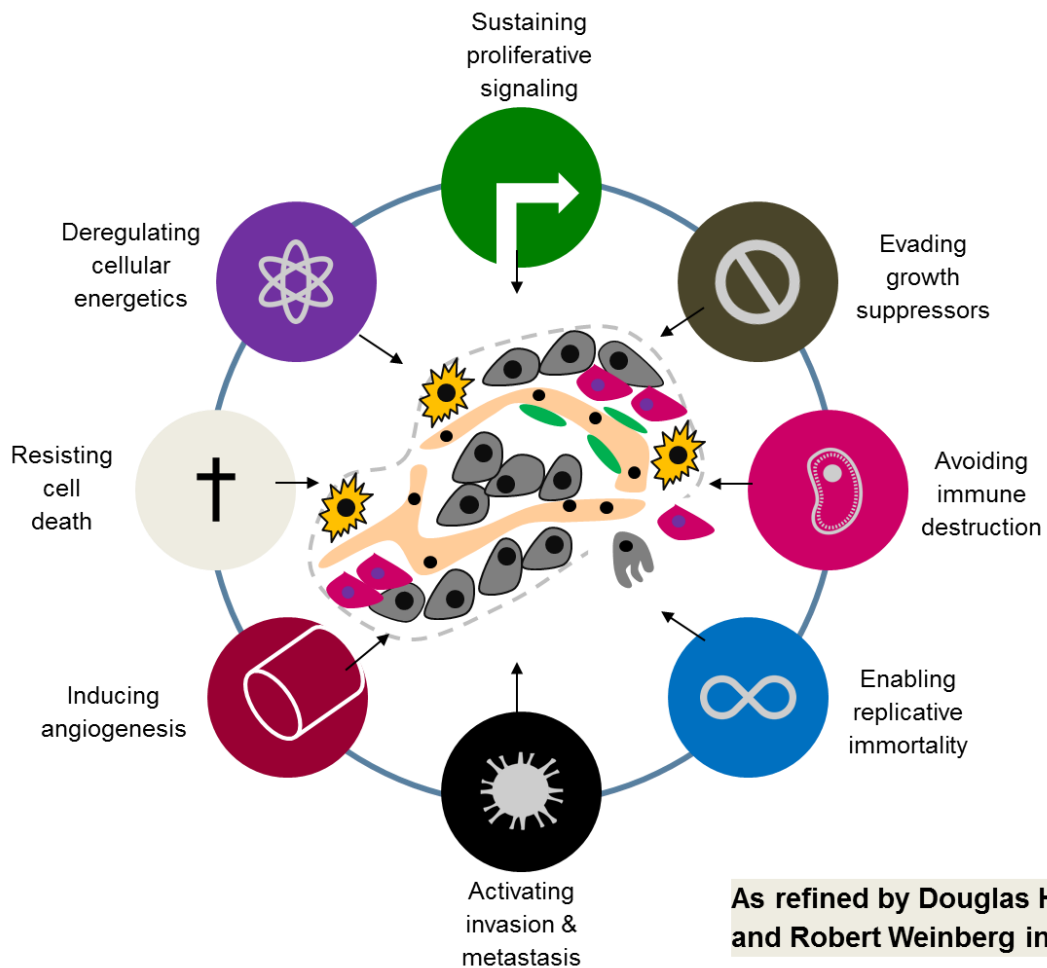 Sustaining
proliferative
signaling
Evading
growth
suppressors
Avoiding
immune
destruction
Enabling
replicative
immortality
Activating
invasion &
metastasis
Inducing
angiogenesis
Resisting
cell
death
Deregulating
cellular
energetics
As refined by Douglas H
and Robert Weinberg in